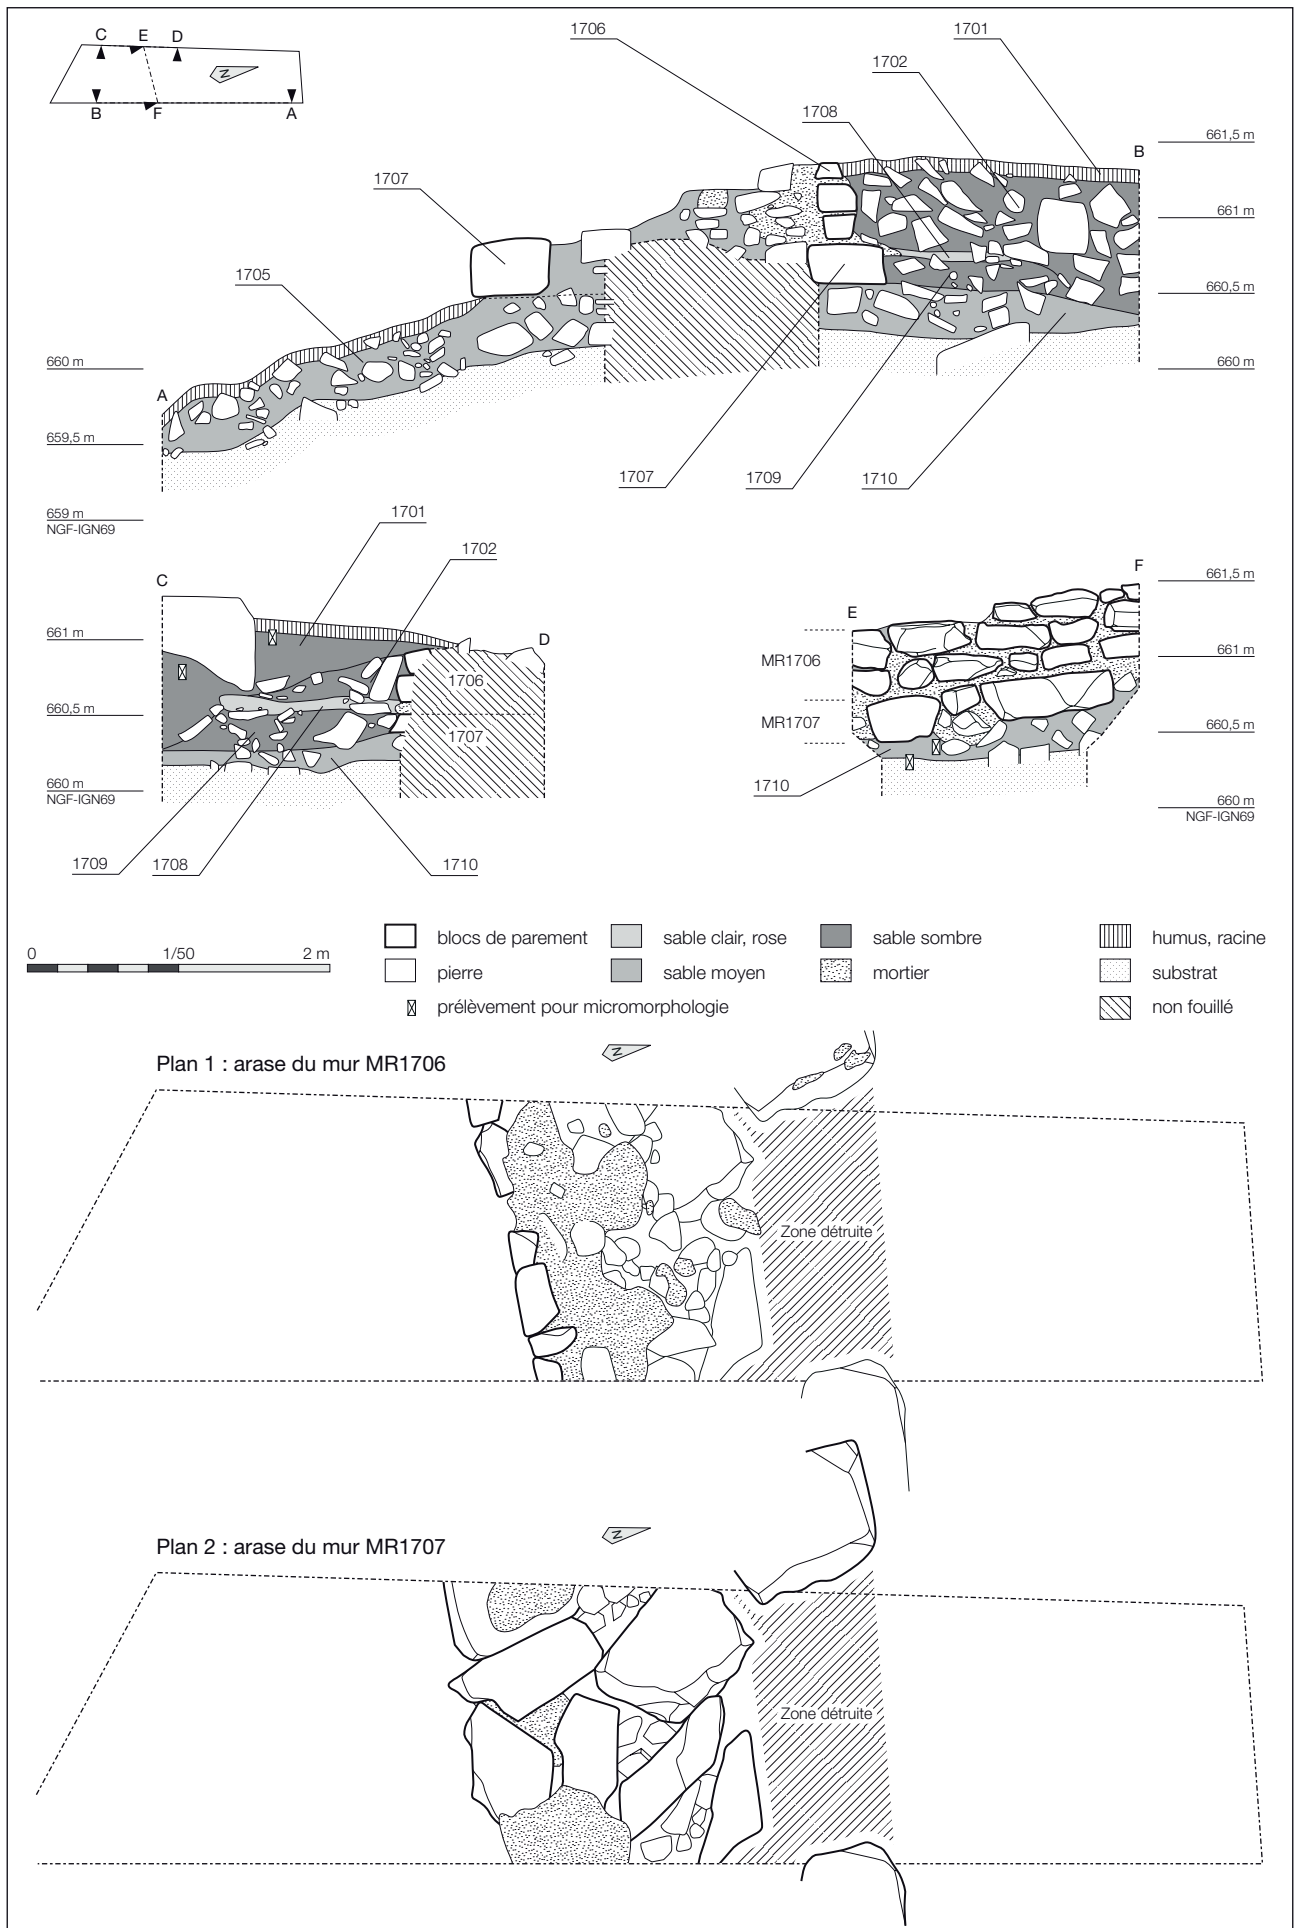 C E D
N
B F A
1706
1701
1702
1708
1707
1705
661,5 m
B
661 m
660,5 m
660 m
660 m
A
659,5 m
659 m
NGF-IGN69
1707
1709
1710
1701
1702
C
661 m
660,5 m
660 m
NGF-IGN69
D
1706
1707
1709
1708
1710
F
661,5 m
E
MR1706
661 m
MR1707
660,5 m
1710
660 m
NGF-IGN69
0 1/50 2 m
blocs de parement
sable clair, rose
sable sombre
humus, racine
pierre
sable moyen
mortier
substrat
prélèvement pour micromorphologie
non fouillé
Plan 1 : arase du mur MR1706
N
Zone détruite
Plan 2 : arase du mur MR1707
N
Zone détruite